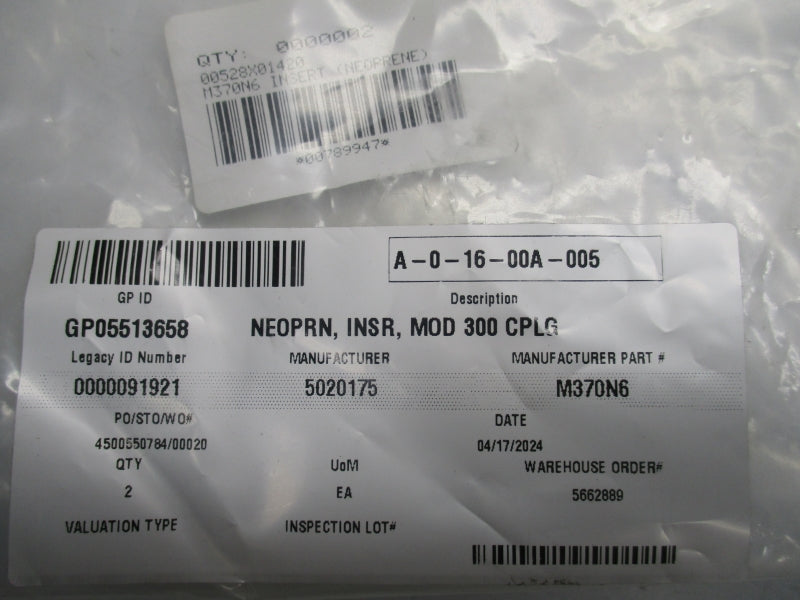 QTY: 0000002
00528X01420
M370N6 INSERT (NEOPRENE)
*00789947*
A-0-16-00A-005
GP ID Description
GP05513658 NEOPRN, INSR, MOD 300 CPLG
Legacy ID Number MANUFACTURER MANUFACTURER PART #
0000091921 5020175 M370N6
PO/STO/WO# DATE
4500550784/00020 04/17/2024
QTY UoM WAREHOUSE ORDER#
2 EA 5662889
VALUATION TYPE INSPECTION LOT#